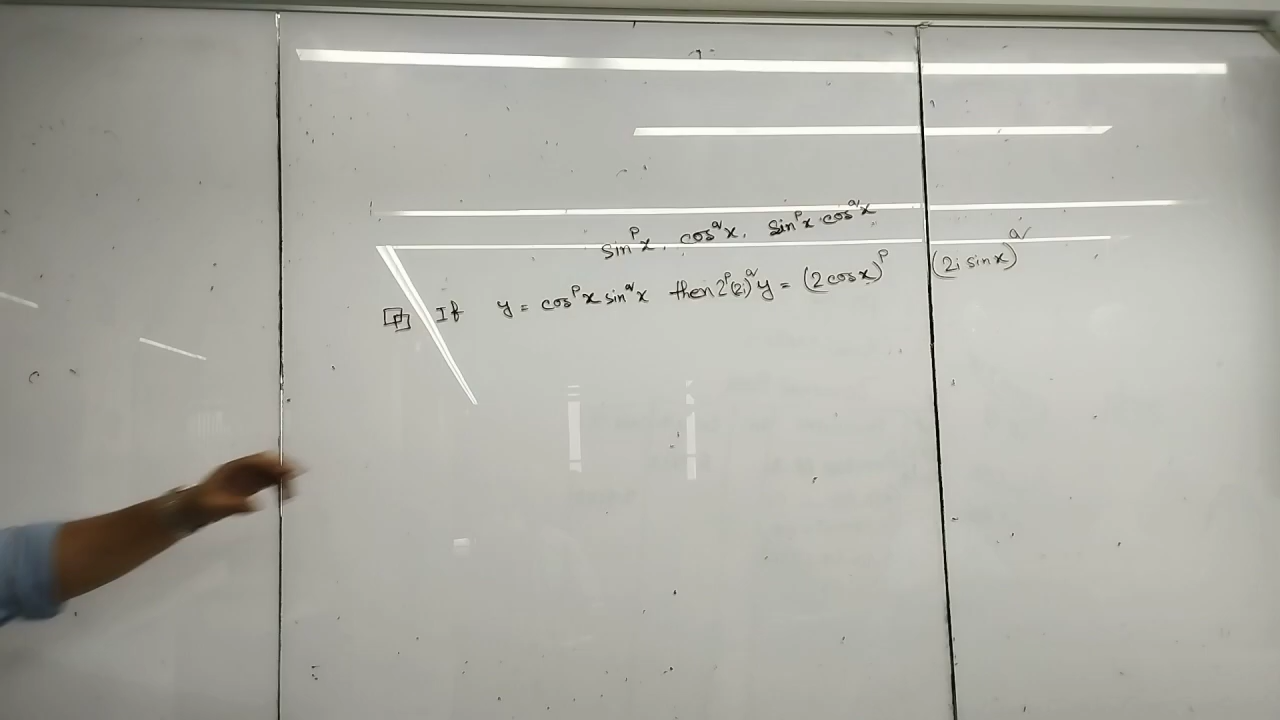 sin^p x, cos^q x, sin^p x · cos^q x
If y = cos^p x sin^q x then 2^p (2i)^q y = (2 cos x)^p (2i sin x)^q